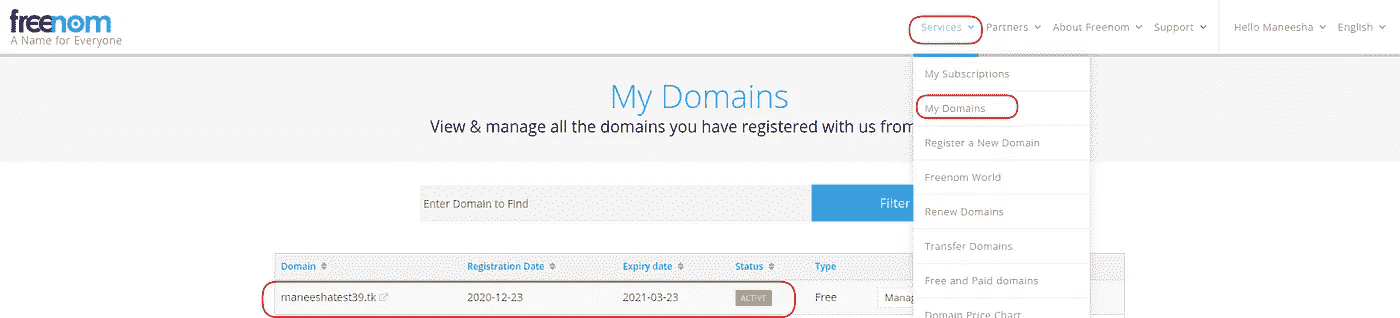 freenom
A Name for Everyone
Services Partners About Freenom Support Hello Maneesha English
My Subscriptions
My Domains
Register a New Domain
Freenom World
Renew Domains
Transfer Domains
Free and Paid domains
Domain Price Chart
My Domains
View & manage all the domains you have registered with us from
Enter Domain to Find Filter
Domain Registration Date Expiry date Status Type
maneeshatest39.tk 2020-12-23 2021-03-23 ACTIVE Free Manag